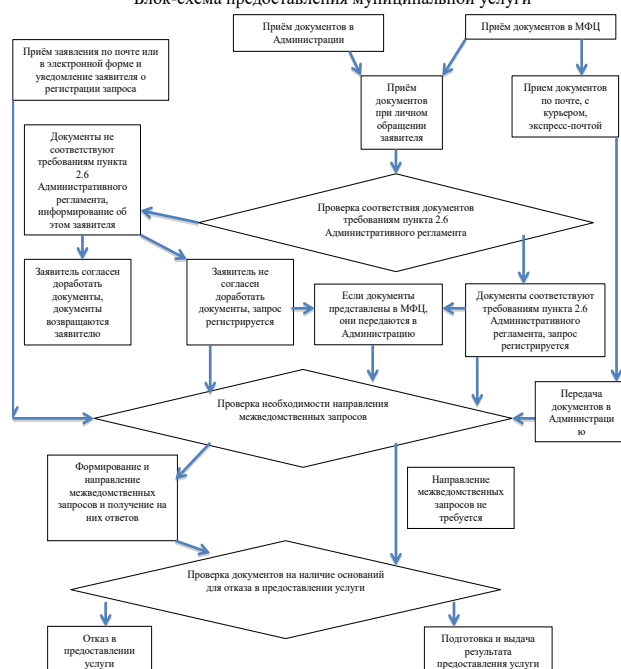 Блок-схема предоставления муниципальной услуги
Приём документов в
Администрации
Приём документов в МФЦ
Приём заявления по почте или
в электронной форме и
уведомление заявителя о
регистрации запроса
Приём
документов
при личном
обращении
заявителя
Прием документов
по почте, с
курьером,
экспресс-почтой
Документы не
соответствуют
требованиям пункта
2.6
Административного
регламента,
информирование об
этом заявителя
Проверка соответствия документов
требованиям пункта 2.6
Административного регламента
Заявитель согласен
доработать
документы,
документы
возвращаются
заявителю
Заявитель не
согласен
доработать
документы, запрос
регистрируется
Если документы
представлены в МФЦ,
они передаются в
Администрацию
Документы соответствуют
требованиям пункта 2.6
Административного
регламента, запрос
регистрируется
Проверка необходимости направления
межведомственных запросов
Передача
документов в
Администраци
ю
Формирование и
направление
межведомственных
запросов и получение на
них ответов
Направление
межведомственных
запросов не
требуется
Проверка документов на наличие оснований
для отказа в предоставлении услуги
Отказ в
предоставлении
услуги
Подготовка и выдача
результата
предоставления услуги